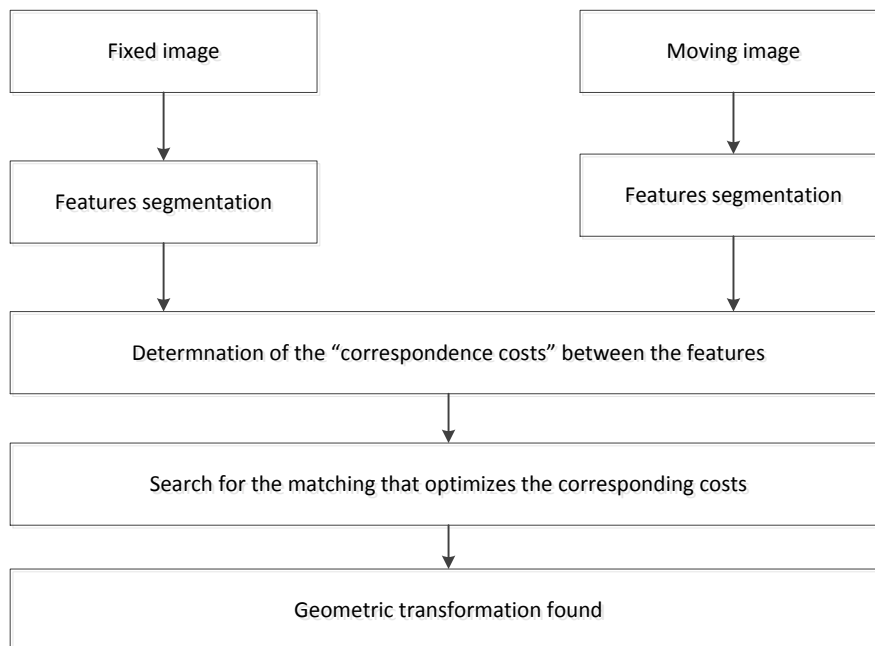 Fixed image
Moving image
Features segmentation
Features segmentation
Determnation of the “correspondence costs” between the features
Search for the matching that optimizes the corresponding costs
Geometric transformation found